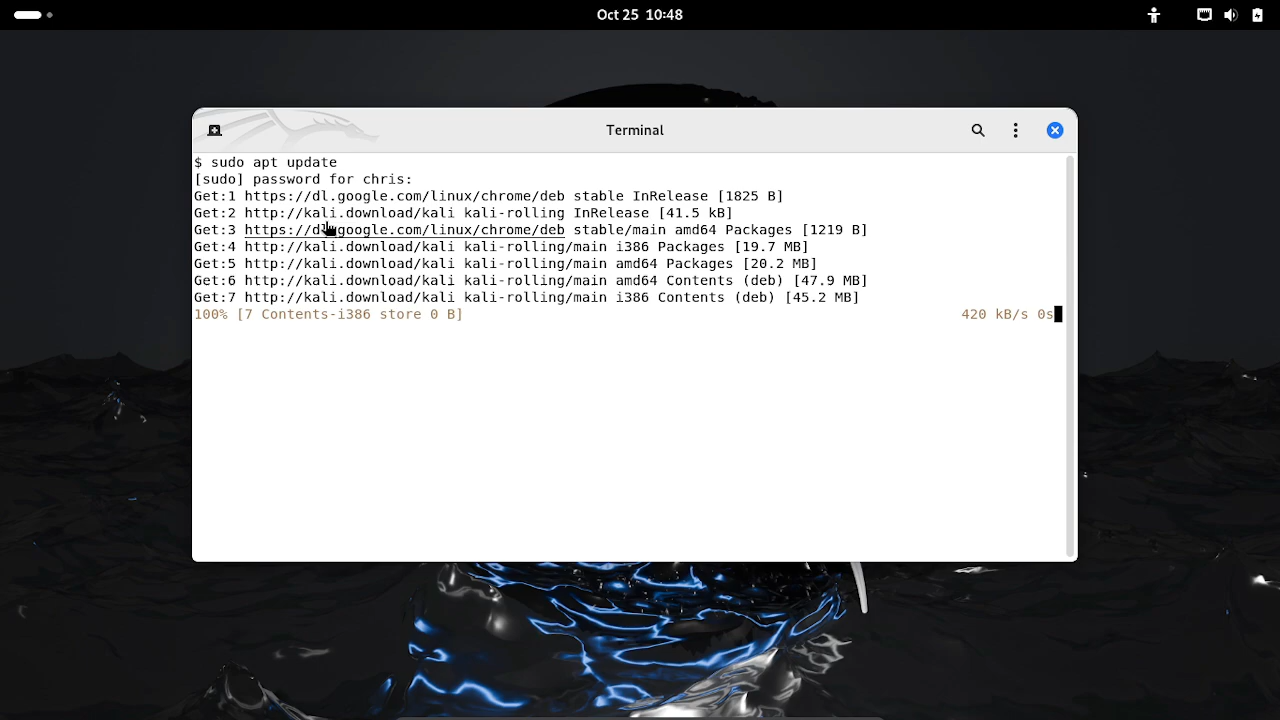 Oct 25 10:48
Terminal
$ sudo apt update
[sudo] password for chris:
Get:1 https://dl.google.com/linux/chrome/deb stable InRelease [1825 B]
Get:2 http://kali.download/kali kali-rolling InRelease [41.5 kB]
Get:3 https://dl.google.com/linux/chrome/deb stable/main amd64 Packages [1219 B]
Get:4 http://kali.download/kali kali-rolling/main i386 Packages [19.7 MB]
Get:5 http://kali.download/kali kali-rolling/main amd64 Packages [20.2 MB]
Get:6 http://kali.download/kali kali-rolling/main amd64 Contents (deb) [47.9 MB]
Get:7 http://kali.download/kali kali-rolling/main i386 Contents (deb) [45.2 MB]
100% [7 Contents-i386 store 0 B] 420 kB/s 0s